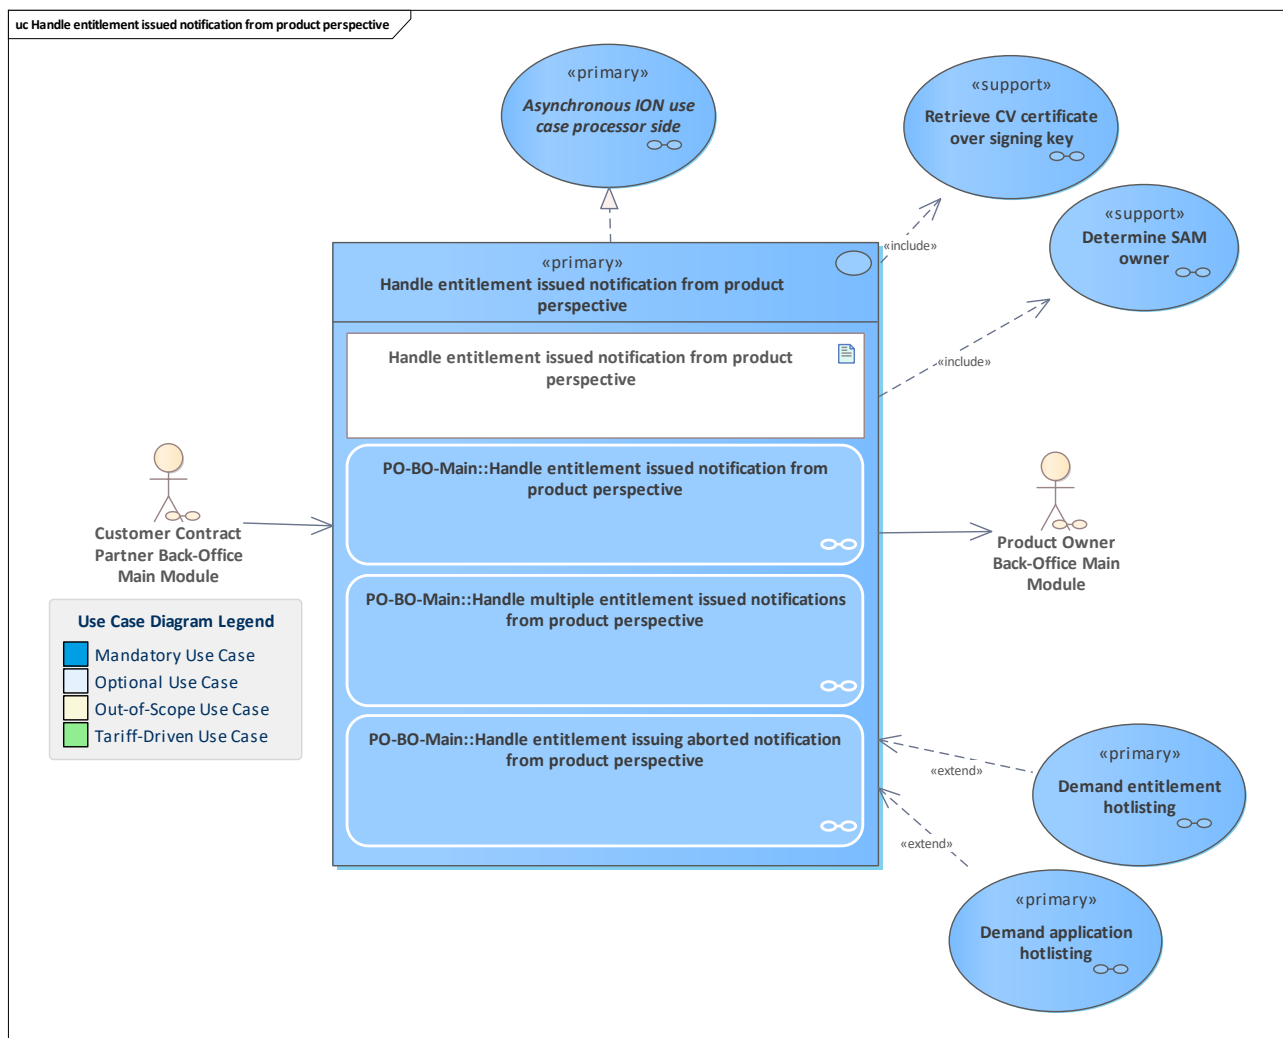 uc Handle entitlement issued notification from product perspective
«primary»
Asynchronous ION use
case processor side
«support»
Retrieve CV certificate
over signing key
«support»
Determine SAM
owner
«include»
«include»
«primary»
Handle entitlement issued notification from product
perspective
Handle entitlement issued notification from product
perspective
PO-BO-Main::Handle entitlement issued notification from
product perspective
PO-BO-Main::Handle multiple entitlement issued notifications
from product perspective
PO-BO-Main::Handle entitlement issuing aborted notification
from product perspective
Customer Contract
Partner Back-Office
Main Module
Product Owner
Back-Office Main
Module
Use Case Diagram Legend
Mandatory Use Case
Optional Use Case
Out-of-Scope Use Case
Tariff-Driven Use Case
«extend»
«extend»
«primary»
Demand entitlement
hotlisting
«primary»
Demand application
hotlisting